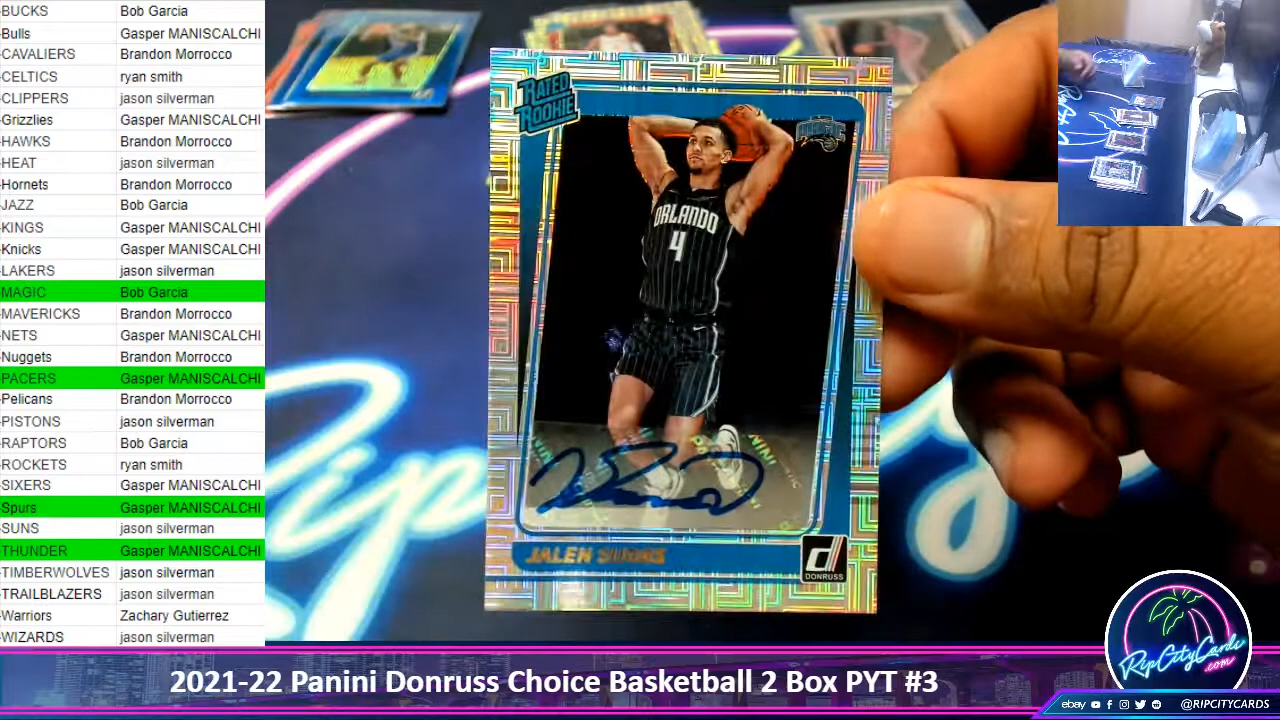 -BUCKS Bob Garcia
-Bulls Gasper MANISCALCHI
-CAVALIERS Brandon Morrocco
-CELTICS ryan smith
-CLIPPERS jason silverman
-Grizzlies Gasper MANISCALCHI
-HAWKS Brandon Morrocco
-HEAT jason silverman
-Hornets Brandon Morrocco
-JAZZ Bob Garcia
-KINGS Gasper MANISCALCHI
-Knicks Gasper MANISCALCHI
-LAKERS jason silverman
-MAGIC Bob Garcia
-MAVERICKS Brandon Morrocco
-NETS Gasper MANISCALCHI
-Nuggets Brandon Morrocco
-PACERS Gasper MANISCALCHI
-Pelicans Brandon Morrocco
-PISTONS jason silverman
-RAPTORS Bob Garcia
-ROCKETS ryan smith
-SIXERS Gasper MANISCALCHI
-Spurs Gasper MANISCALCHI
-SUNS jason silverman
-THUNDER Gasper MANISCALCHI
-TIMBERWOLVES jason silverman
-TRAILBLAZERS jason silverman
-Warriors Zachary Gutierrez
-WIZARDS jason silverman
RATED
ROOKIE
MAGIC
ORLANDO
4
JALEN SUGGS
DONRUSS
RipCityCards
.com
2021-22 Panini Donruss Choice Basketball 2 Box PYT #3
ebay @RIPCITYCARDS